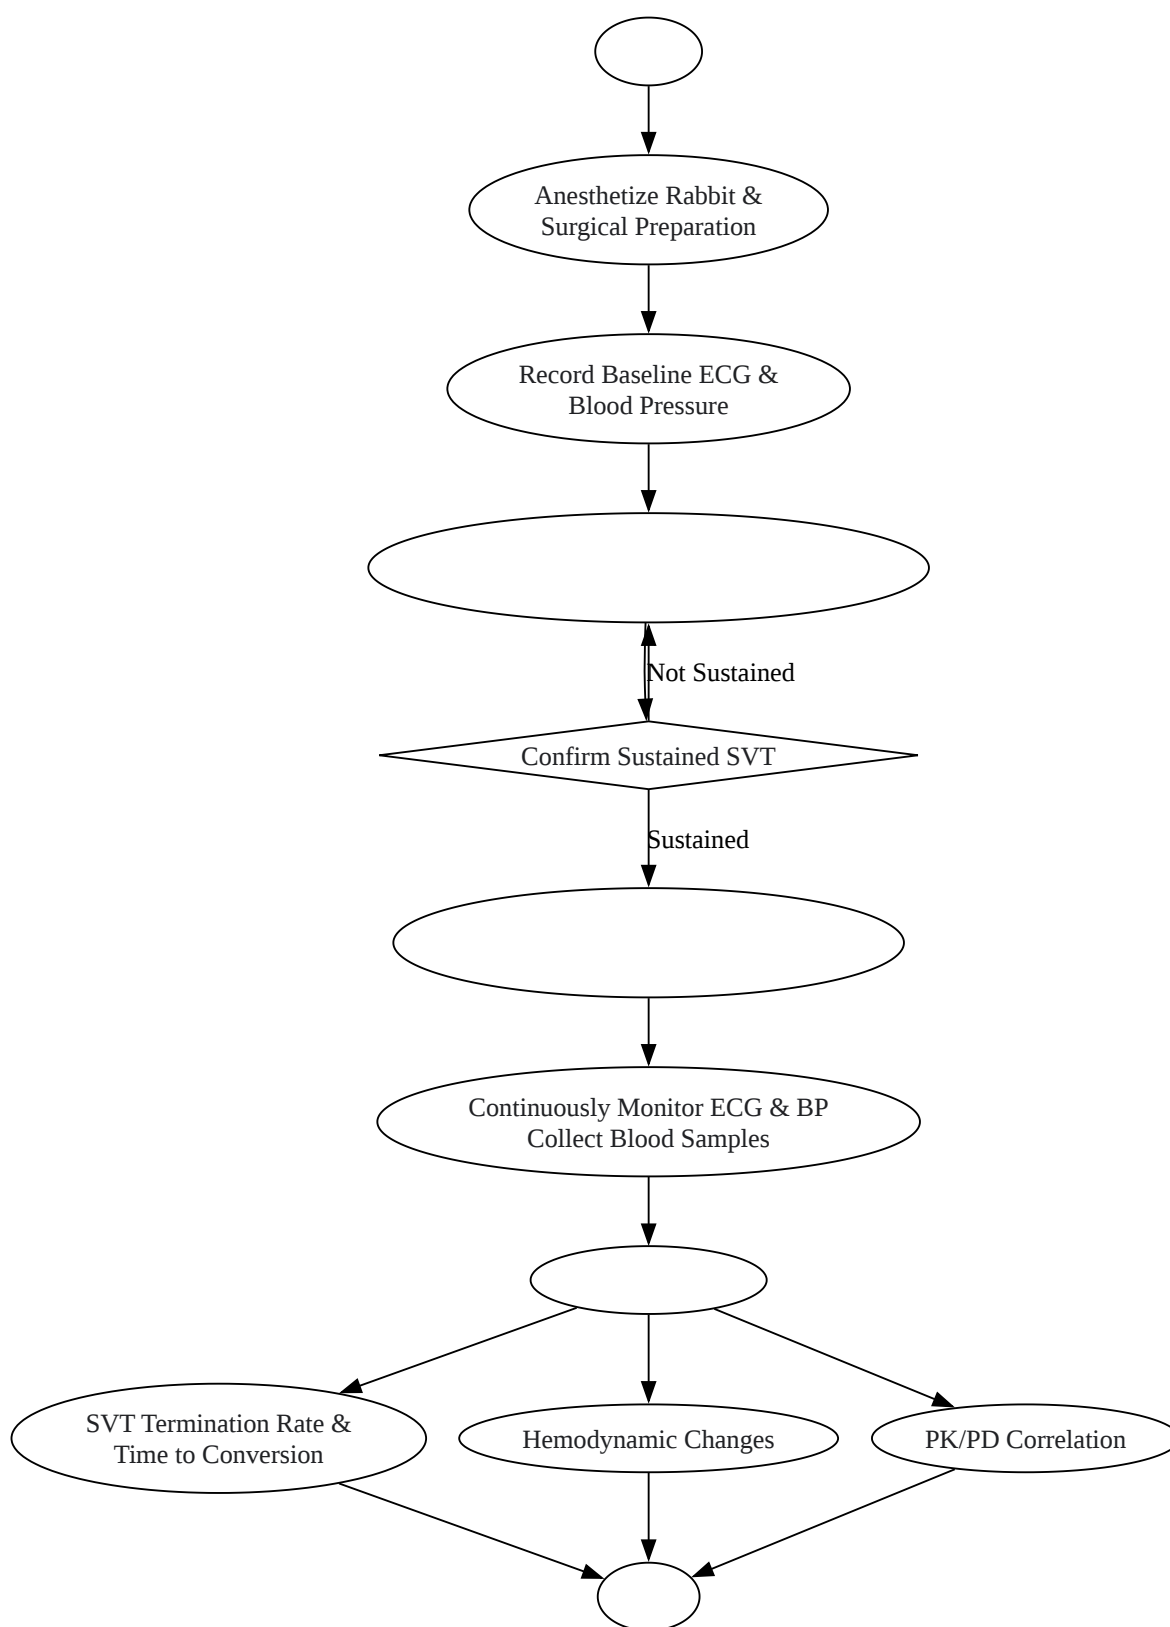 Anesthetize Rabbit &
Surgical Preparation
Record Baseline ECG &
Blood Pressure
Not Sustained
Confirm Sustained SVT
Sustained
Continuously Monitor ECG & BP
Collect Blood Samples
SVT Termination Rate &
Time to Conversion
Hemodynamic Changes
PK/PD Correlation